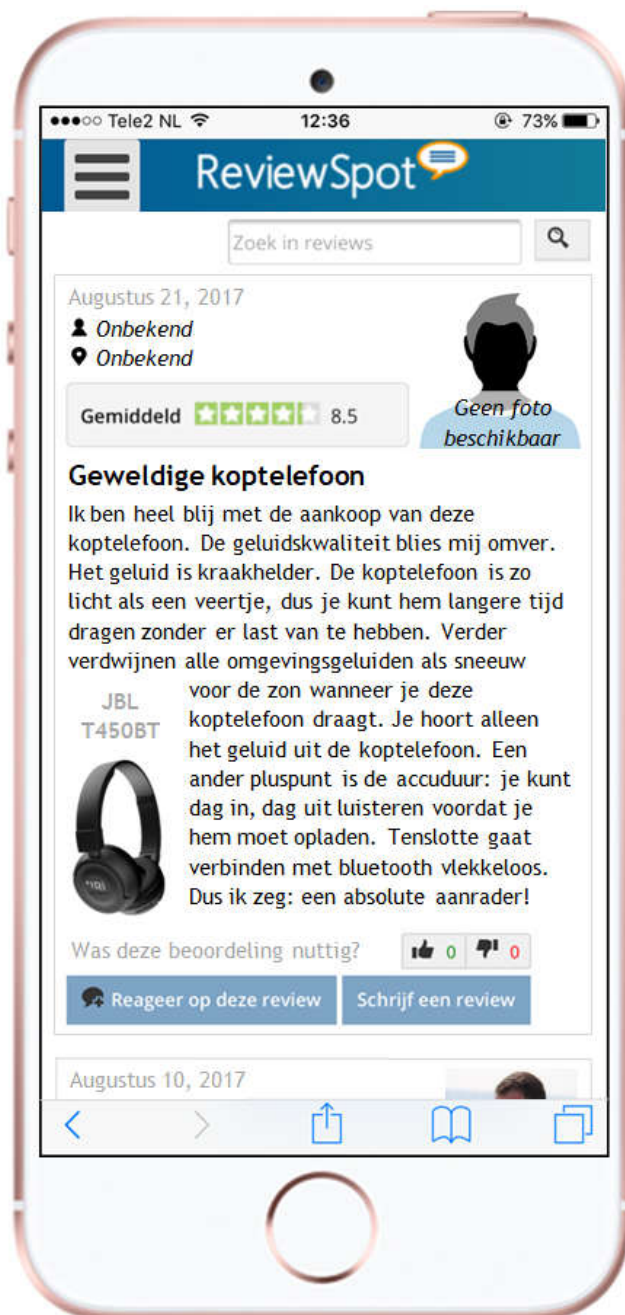 Tele2 NL 12:36 73%
ReviewSpot
Zoek in reviews
Augustus 21, 2017
Onbekend
Onbekend
Geen foto
beschikbaar
Gemiddeld 8.5
Geweldige koptelefoon
Ik ben heel blij met de aankoop van deze
koptelefoon. De geluidskwaliteit blies mij omver.
Het geluid is kraakhelder. De koptelefoon is zo
licht als een veertje, dus je kunt hem langere tijd
dragen zonder er last van te hebben. Verder
verdwijnen alle omgevingsgeluiden als sneeuw
voor de zon wanneer je deze
koptelefoon draagt. Je hoort alleen
het geluid uit de koptelefoon. Een
ander pluspunt is de accuduur: je kunt
dag in, dag uit luisteren voordat je
hem moet opladen. Tenslotte gaat
verbinden met bluetooth vlekkeloos.
Dus ik zeg: een absolute aanrader!
JBL
T450BT
JBL
Was deze beoordeling nuttig? 0 0
Reageer op deze review Schrijf een review
Augustus 10, 2017